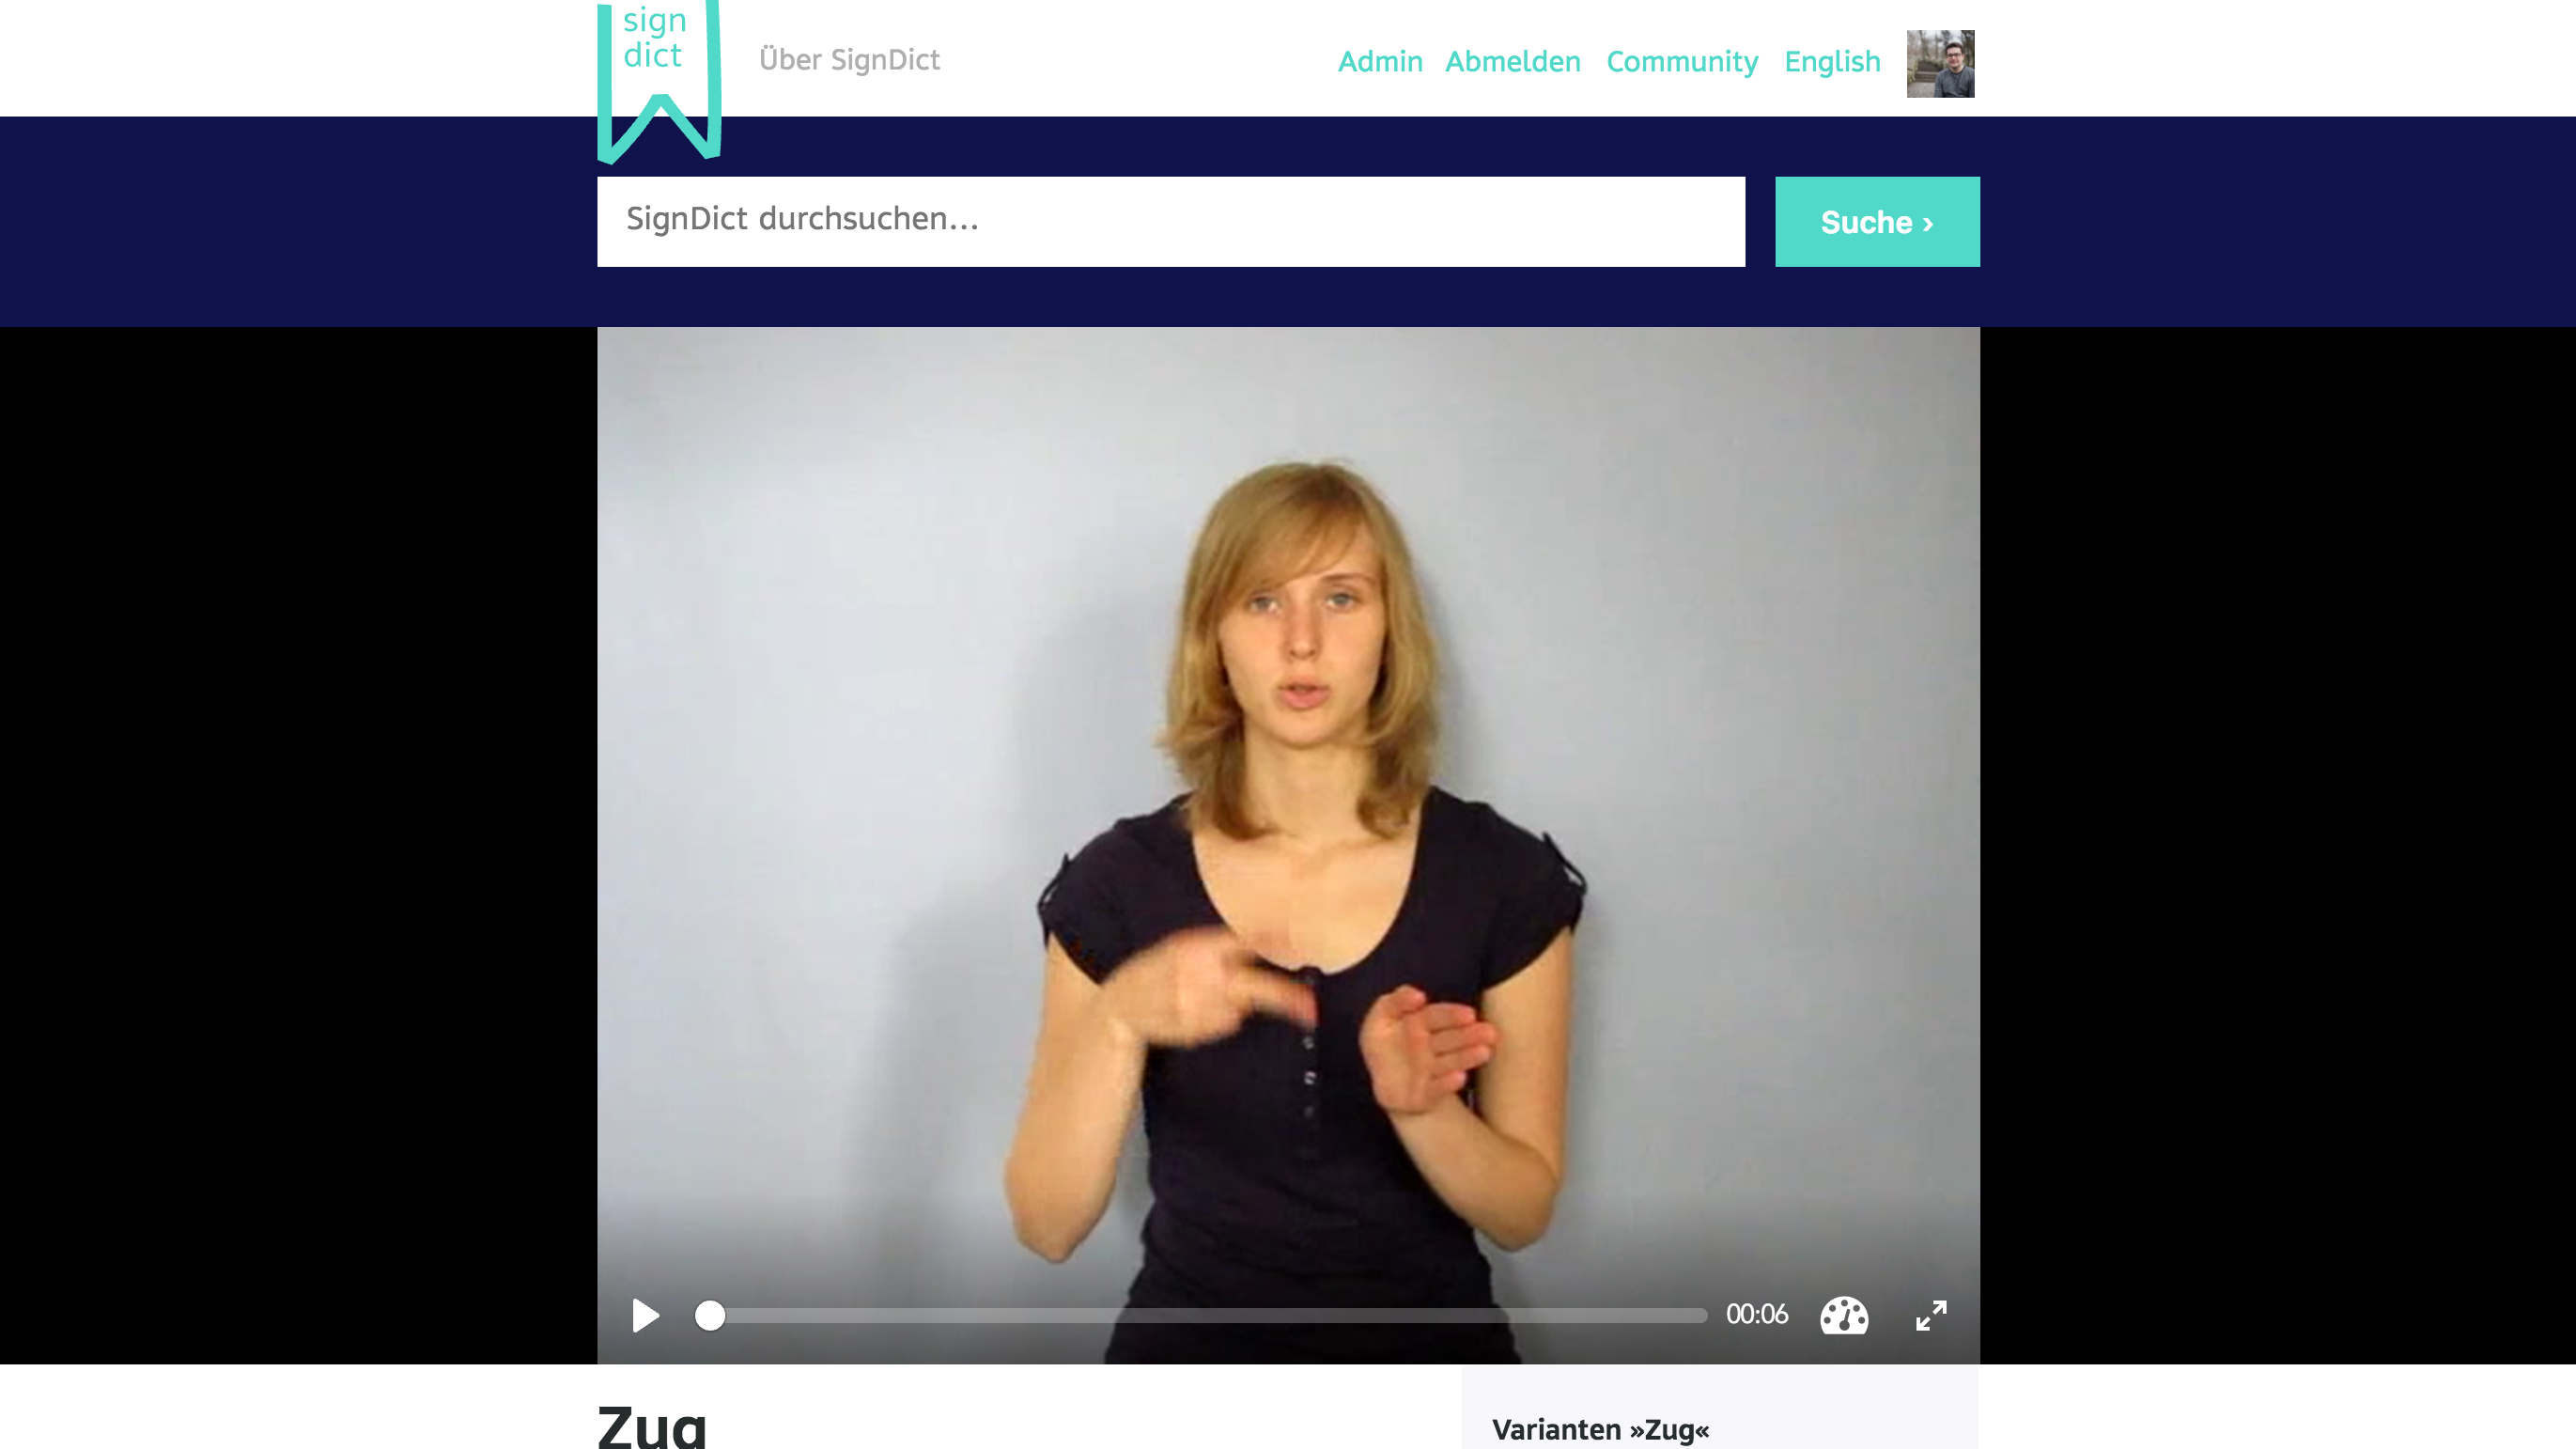 sign
dict
Über SignDict
Admin Abmelden Community English
SignDict durchsuchen...
Suche ›
00:06
Zug
Varianten »Zug«